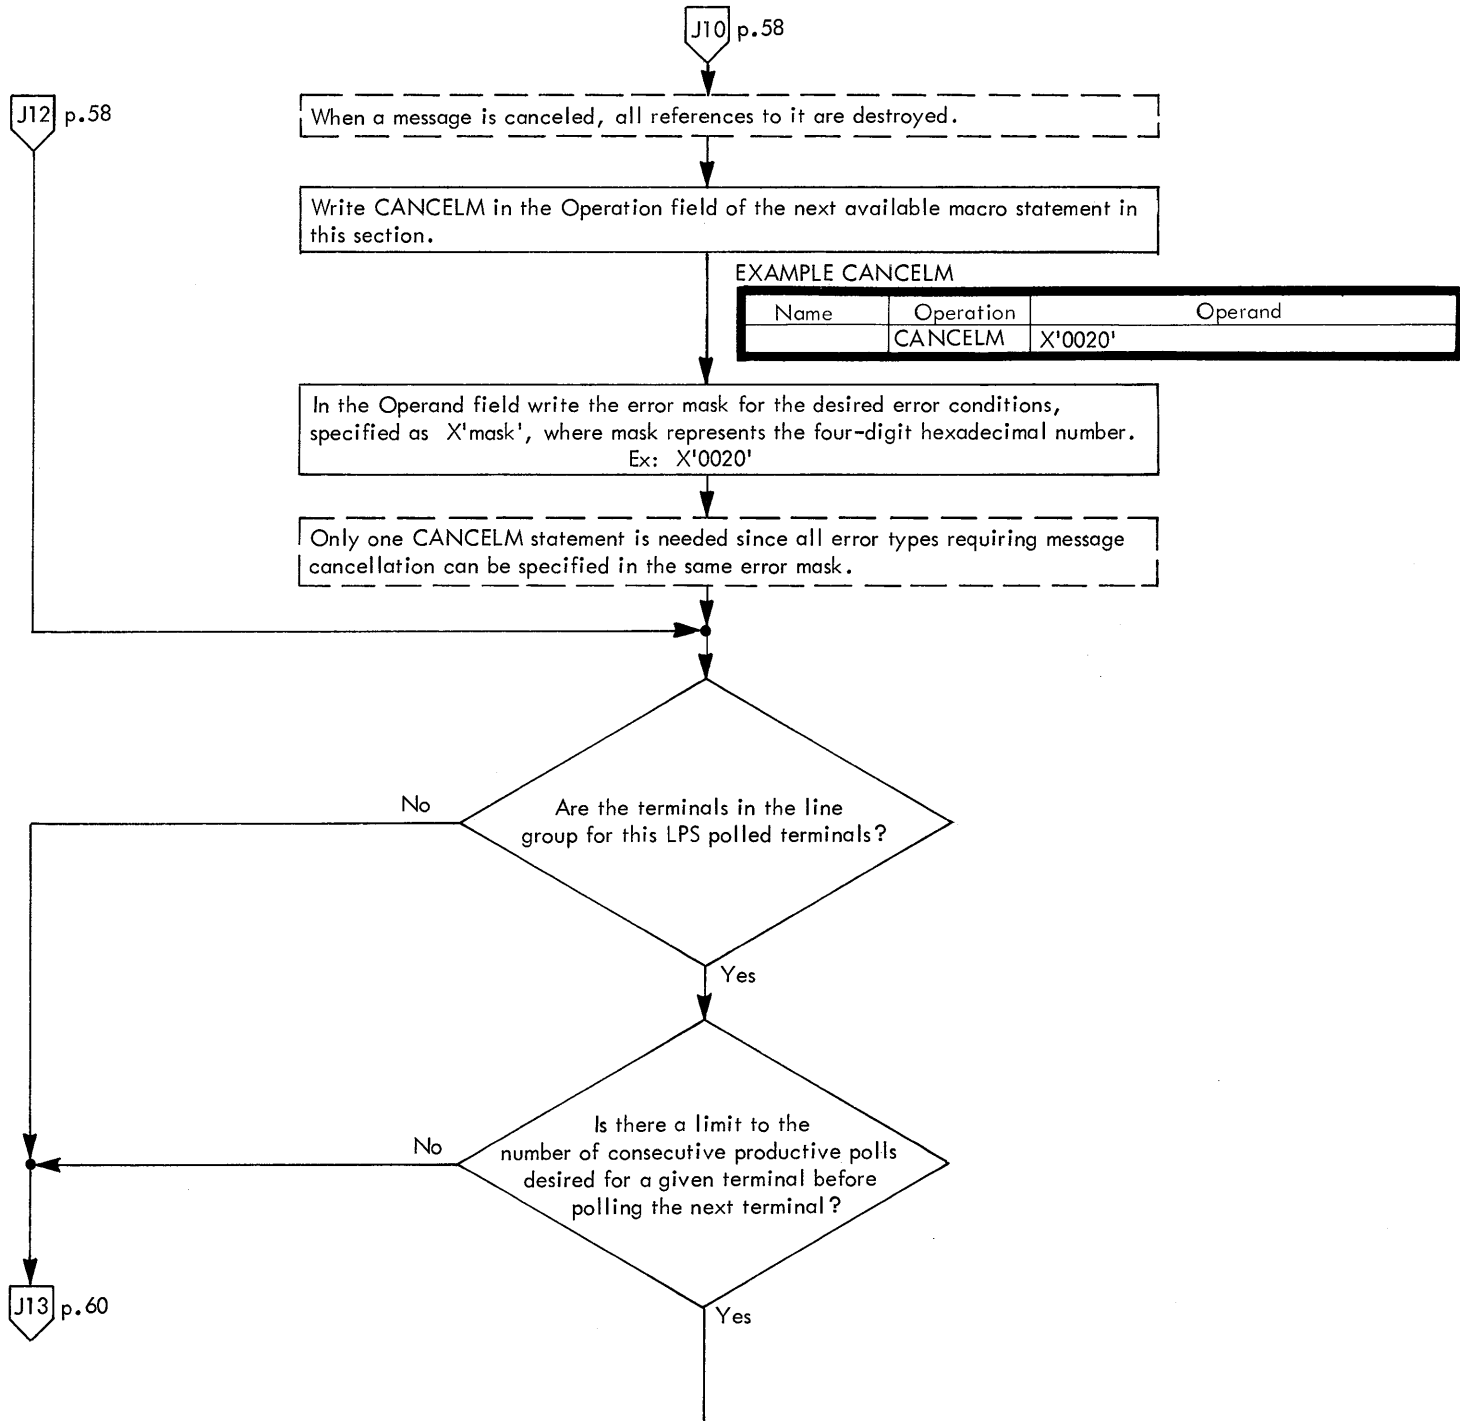 J10 p.58
J12 p.58
When a message is canceled, all references to it are destroyed.
Write CANCELM in the Operation field of the next available macro statement in
this section.
EXAMPLE CANCELM
Name Operation Operand
CANCELM X'0020'
In the Operand field write the error mask for the desired error conditions,
specified as X'mask', where mask represents the four-digit hexadecimal number.
Ex: X'0020'
Only one CANCELM statement is needed since all error types requiring message
cancellation can be specified in the same error mask.
No
Are the terminals in the line
group for this LPS polled terminals?
Yes
No
Is there a limit to the
number of consecutive productive polls
desired for a given terminal before
polling the next terminal?
J13 p.60
Yes